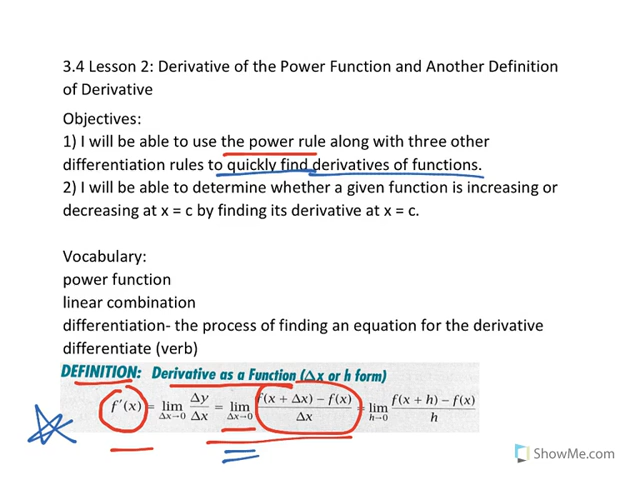 3.4 Lesson 2: Derivative of the Power Function and Another Definition
of Derivative
Objectives:
1) I will be able to use the power rule along with three other
differentiation rules to quickly find derivatives of functions.
2) I will be able to determine whether a given function is increasing or
decreasing at x = c by finding its derivative at x = c.
Vocabulary:
power function
linear combination
differentiation- the process of finding an equation for the derivative
differentiate (verb)
DEFINITION: Derivative as a Function (Δx or h form)
f′(x) = lim Δx→0 Δy/Δx = lim Δx→0 f(x + Δx) − f(x)/Δx = lim h→0 f(x + h) − f(x)/h
ShowMe.com